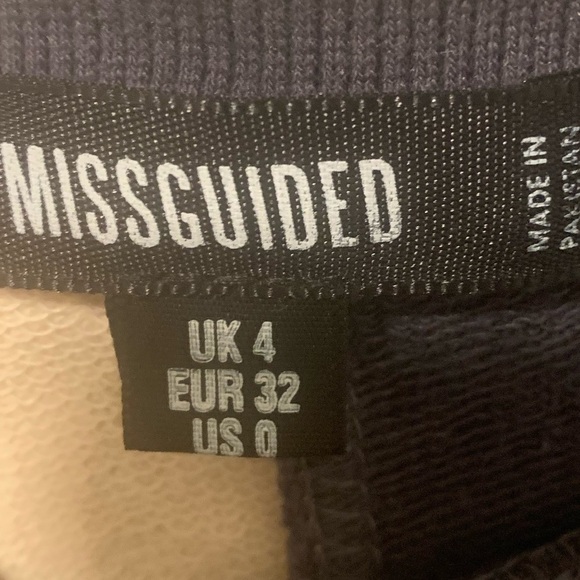 MISSGUIDED
MADE IN
PAKISTAN
UK 4
EUR 32
US 0